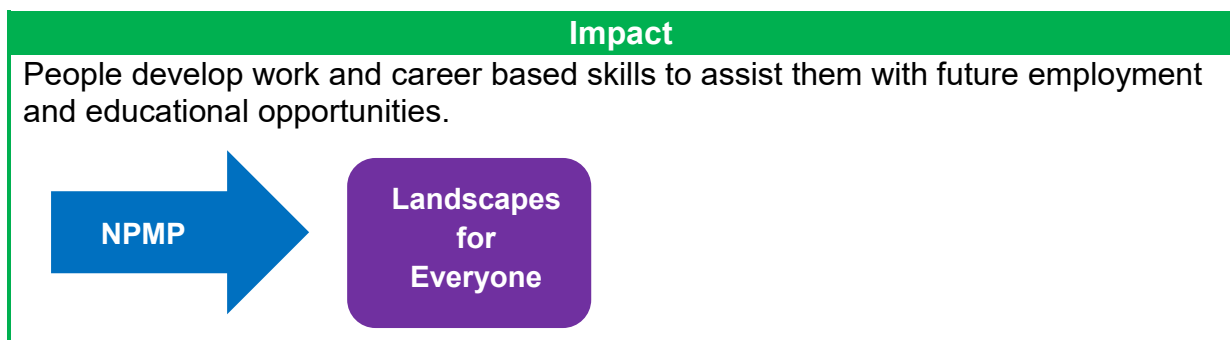 Impact
People develop work and career based skills to assist them with future employment
and educational opportunities.
NPMP
Landscapes
for
Everyone